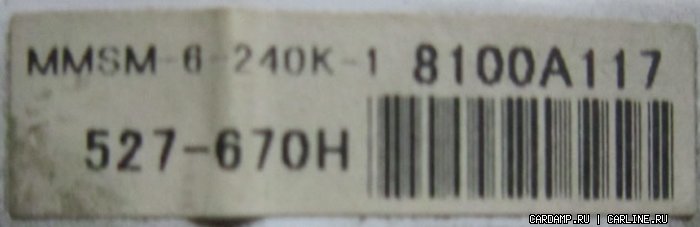 MMSM-6-240K-1 8100A117
527-670H
CARDAMP.RU | CARLINE.RU